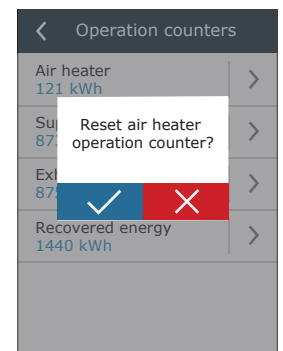 Operation counters
Air heater
121 kWh
Reset air heater
operation counter?
Recovered energy
1440 kWh